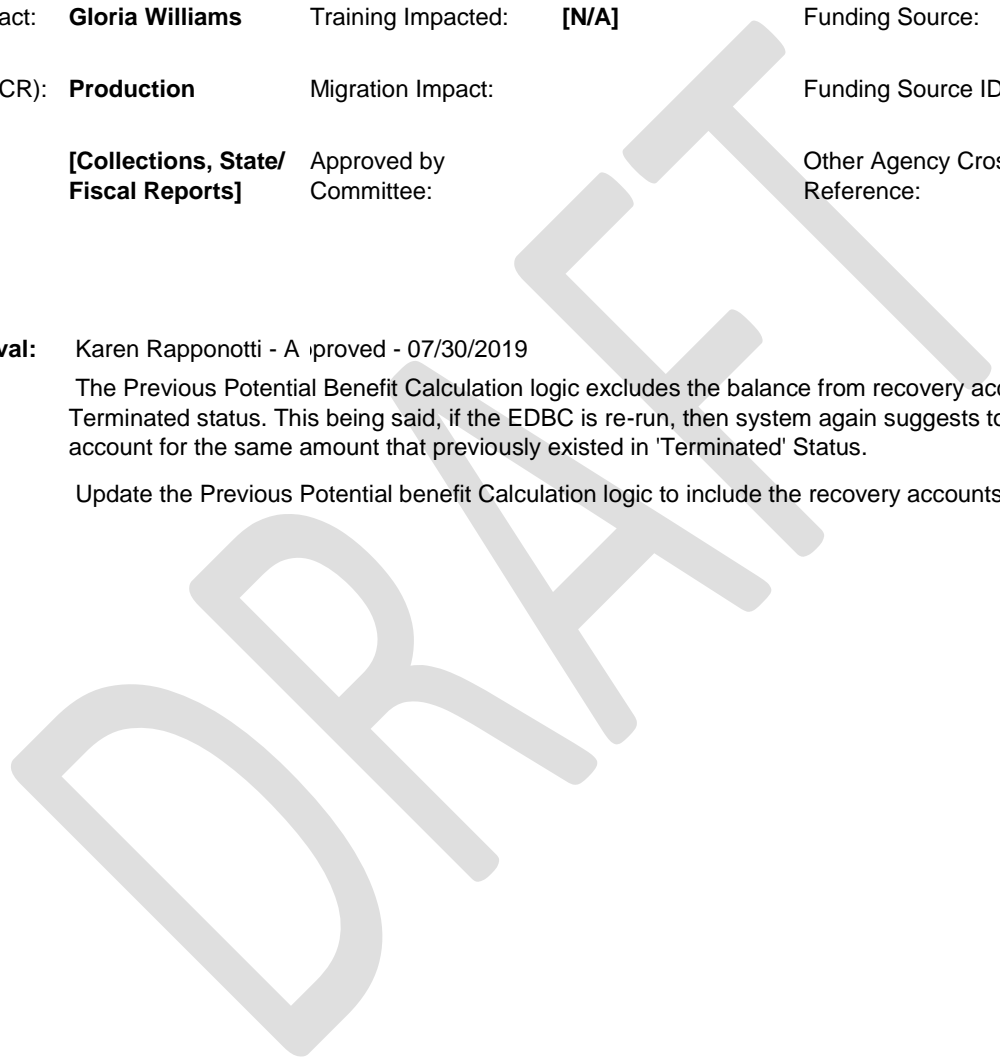 act: Gloria Williams Training Impacted: [N/A] Funding Source:
CR): Production Migration Impact: Funding Source ID
[Collections, State/ Approved by Other Agency Cros
Fiscal Reports] Committee: Reference:
val: Karen Rapponotti - A proved - 07/30/2019
The Previous Potential Benefit Calculation logic excludes the balance from recovery acc
Terminated status. This being said, if the EDBC is re-run, then system again suggests to
account for the same amount that previously existed in 'Terminated' Status.
Update the Previous Potential benefit Calculation logic to include the recovery accounts
DRAFT